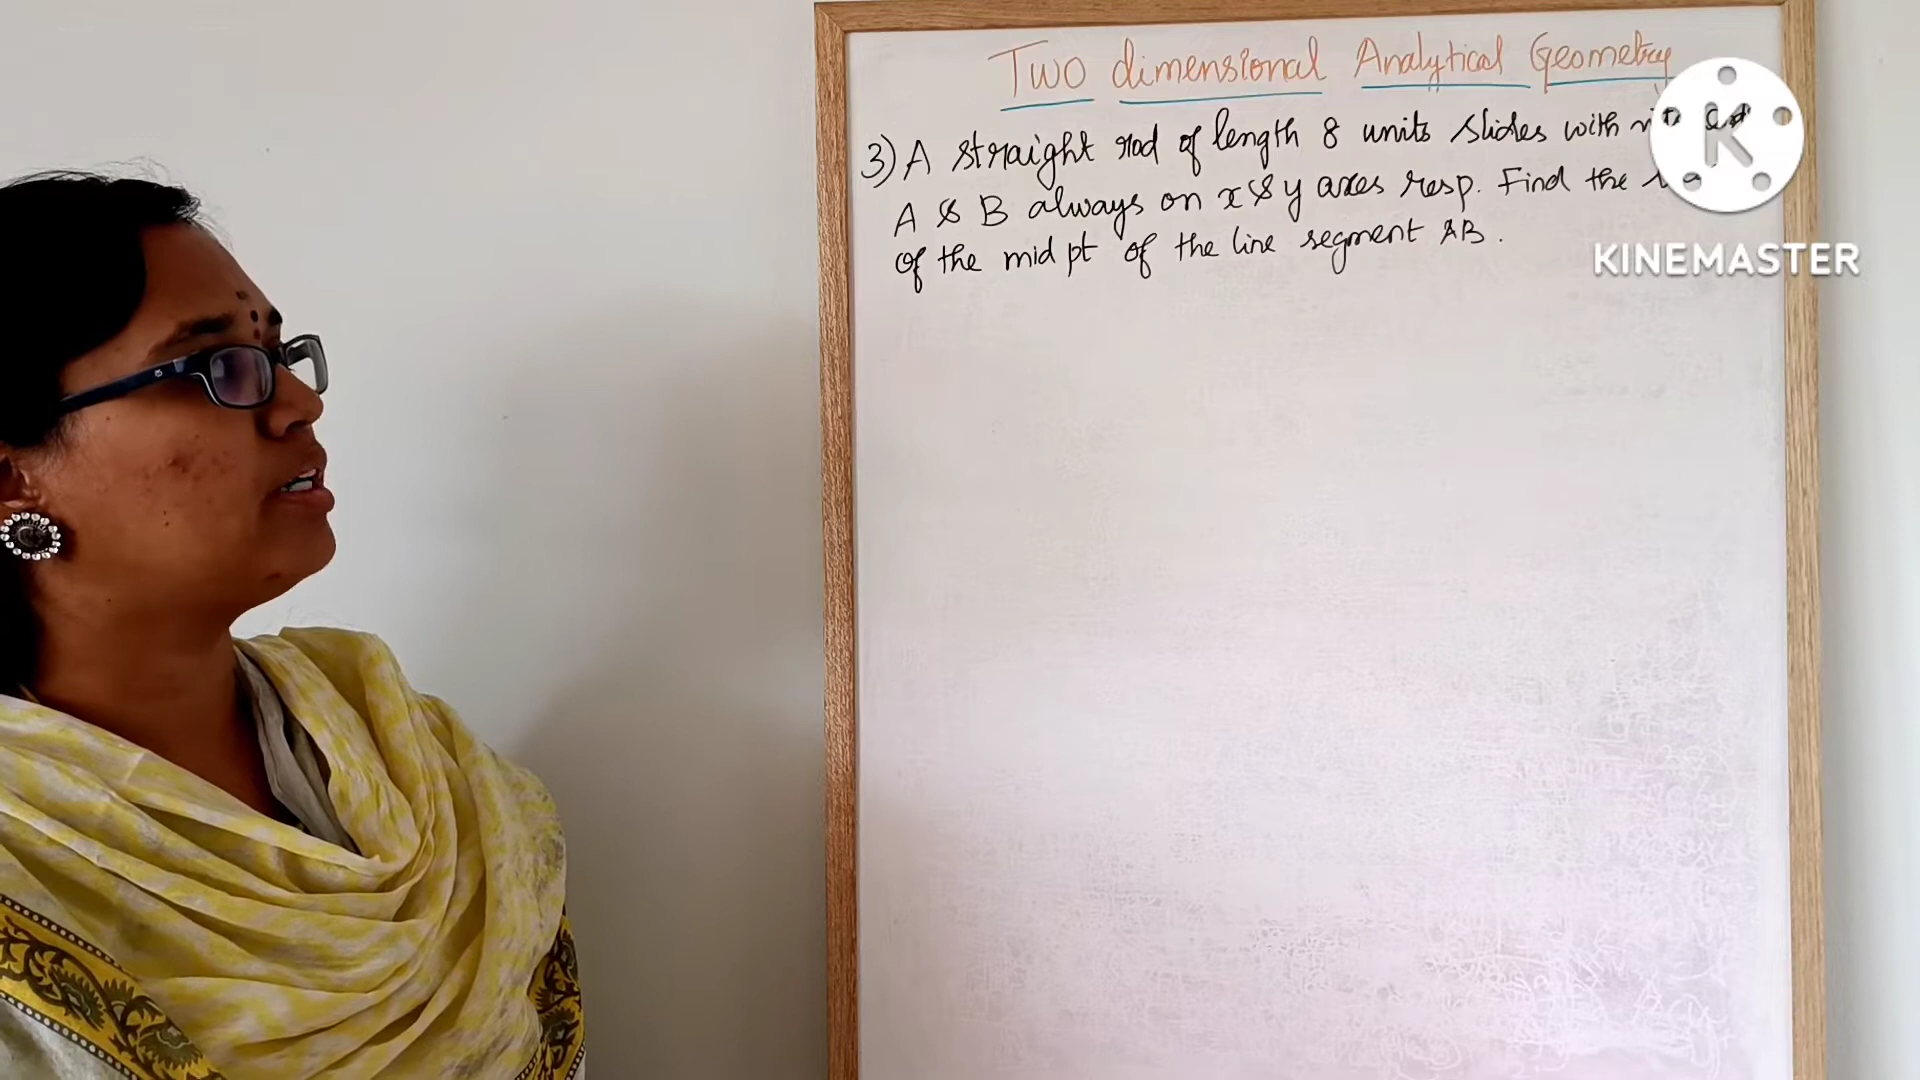 Two dimensional Analytical Geometry
3) A straight rod of length 8 units slides with
A & B always on x & y axes resp. Find the
of the mid pt of the line segment AB.
K
KINEMASTER